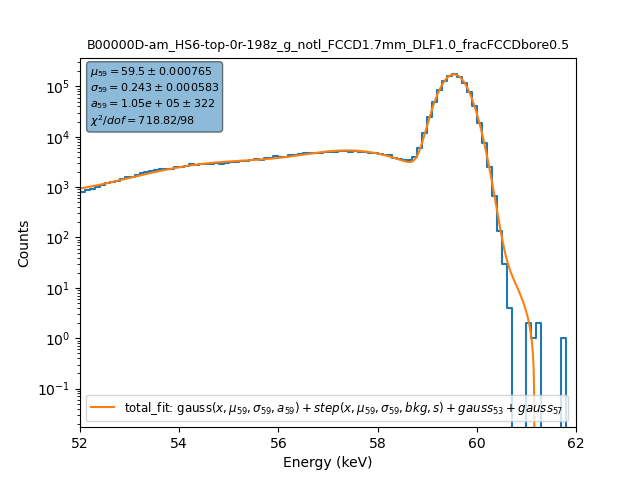 B00000D-am_HS6-top-0r-198z_g_notl_FCCD1.7mm_DLF1.0_fracFCCDbore0.5
μ₅₉ = 59.5 ± 0.000765
σ₅₉ = 0.243 ± 0.000583
a₅₉ = 1.05e + 05 ± 322
χ²/dof = 718.82/98
10⁵
10⁴
10³
10²
10¹
10⁰
10⁻¹
Counts
total_fit: gauss(x, μ₅₉, σ₅₉, a₅₉) + step(x, μ₅₉, σ₅₉, bkg, s) + gauss₅₃ + gauss₅₇
52 54 56 58 60 62
Energy (keV)